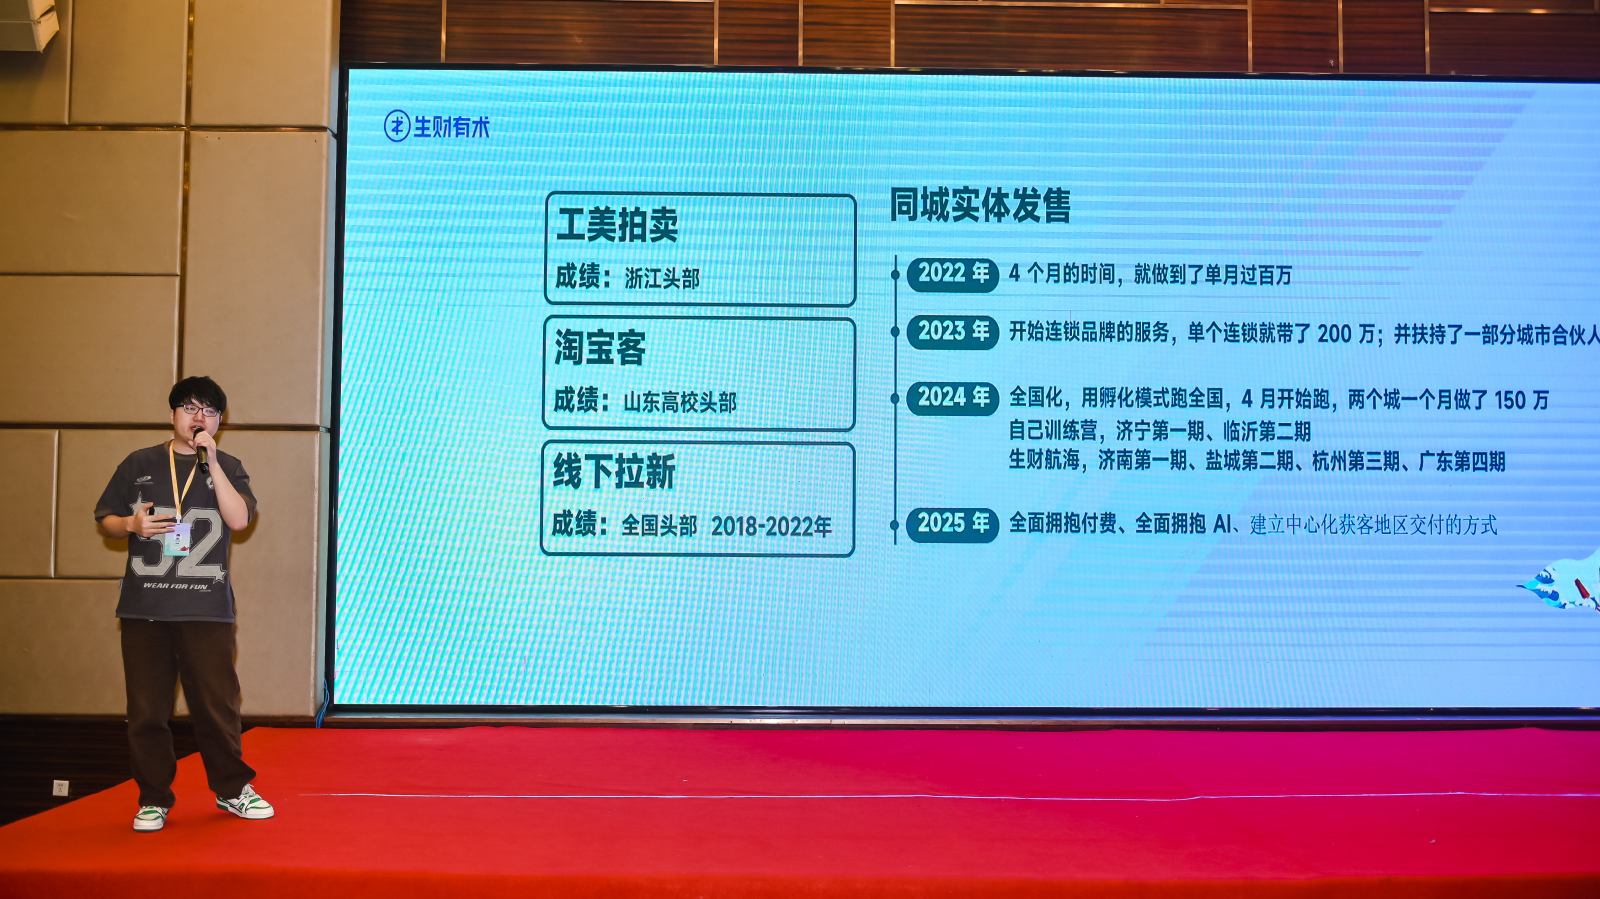 生财有术
工美拍卖
成绩：浙江头部
淘宝客
成绩：山东高校头部
线下拉新
成绩：全国头部 2018-2022年
同城实体发售
2022 年 4 个月的时间，就做到了单月过百万
2023 年 开始连锁品牌的服务，单个连锁就带了 200 万；并扶持了一部分城市合伙人
2024 年 全国化，用孵化模式跑全国，4 月开始跑，两个城一个月做了 150 万
自己训练营，济宁第一期、临沂第二期
生财航海，济南第一期、盐城第二期、杭州第三期、广东第四期
2025 年 全面拥抱付费、全面拥抱 AI、建立中心化获客地区交付的方式
52
WEAR FOR FUN